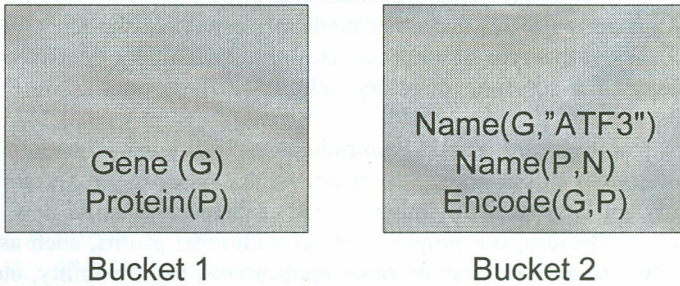 Gene (G)
Protein(P)
Bucket 1
Name(G,”ATF3")
Name(P,N)
Encode(G,P)
Bucket 2